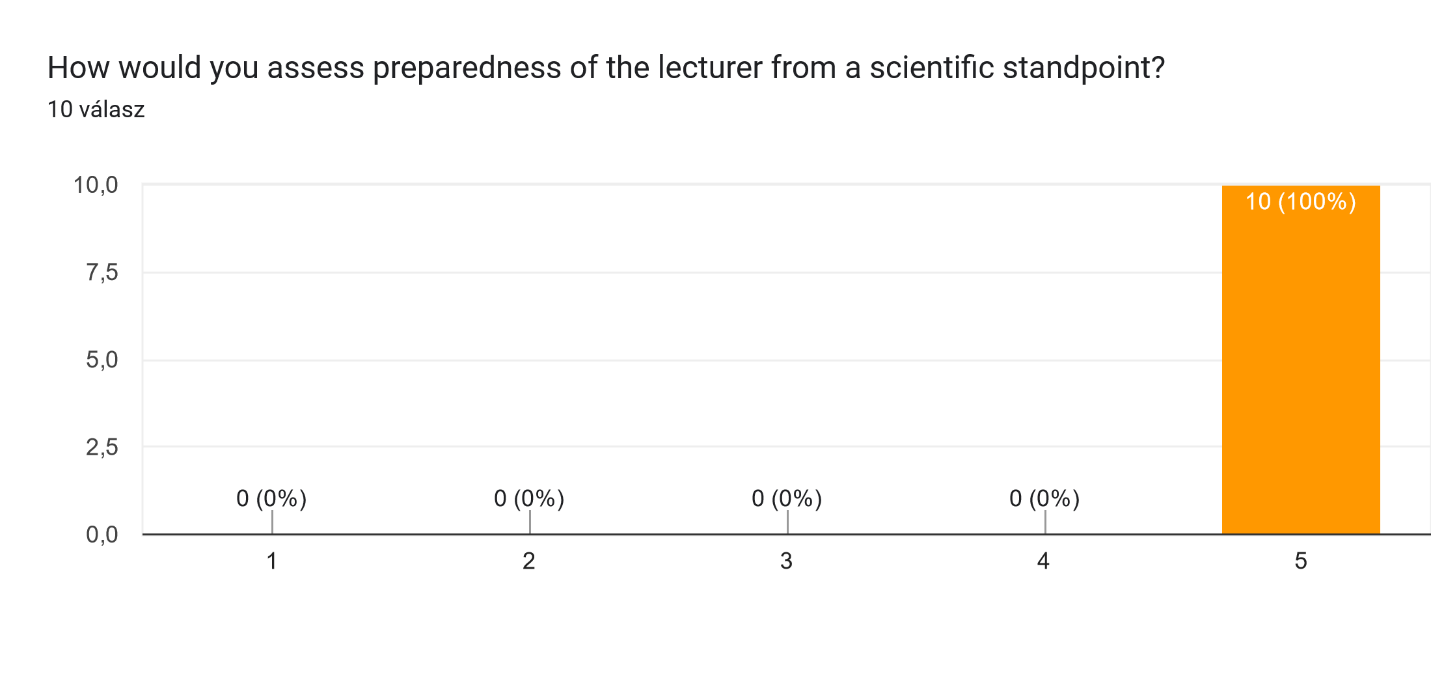 How would you assess preparedness of the lecturer from a scientific standpoint?
10 válasz
10,0
10 (100%)
7,5
5,0
2,5
0 (0%) 0 (0%) 0 (0%) 0 (0%)
0,0
1 2 3 4 5